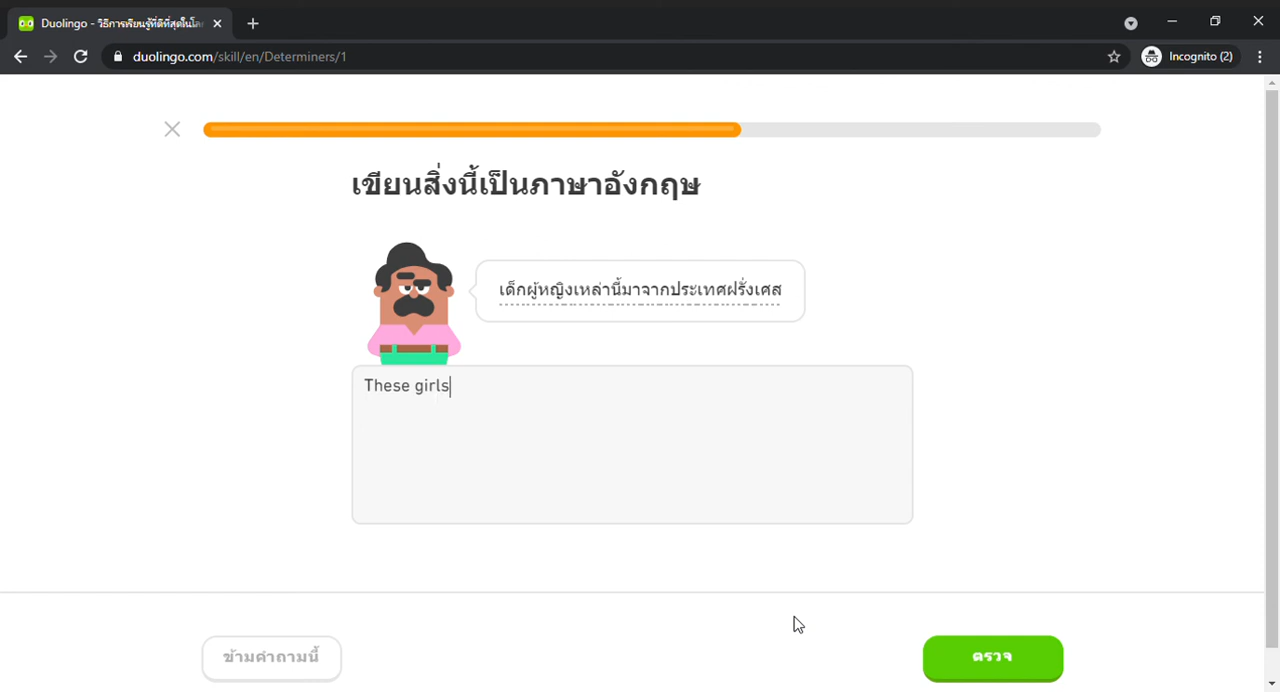 Duolingo - วิธีการเรียนรู้ที่ดีที่สุดในโล
duolingo.com/skill/en/Determiners/1
Incognito (2)
เขียนสิ่งนี้เป็นภาษาอังกฤษ
เด็กผู้หญิงเหล่านี้มาจากประเทศฝรั่งเศส
These girls
ข้ามคำถามนี้
ตรวจ